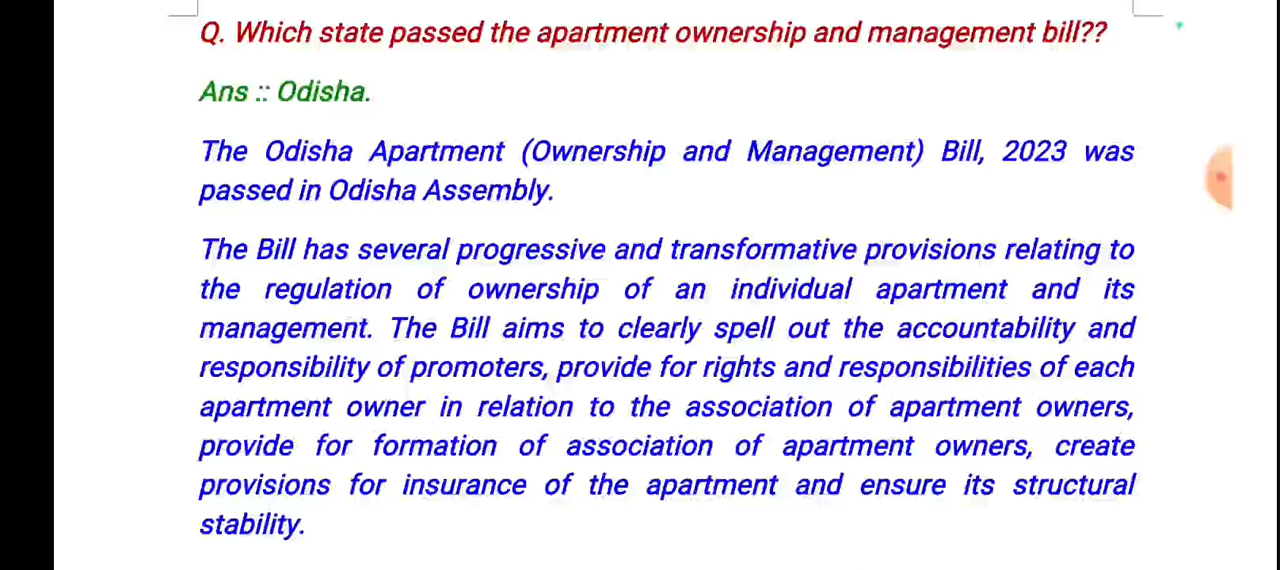 Q. Which state passed the apartment ownership and management bill??
Ans :: Odisha.
The Odisha Apartment (Ownership and Management) Bill, 2023 was
passed in Odisha Assembly.
The Bill has several progressive and transformative provisions relating to
the regulation of ownership of an individual apartment and its
management. The Bill aims to clearly spell out the accountability and
responsibility of promoters, provide for rights and responsibilities of each
apartment owner in relation to the association of apartment owners,
provide for formation of association of apartment owners, create
provisions for insurance of the apartment and ensure its structural
stability.